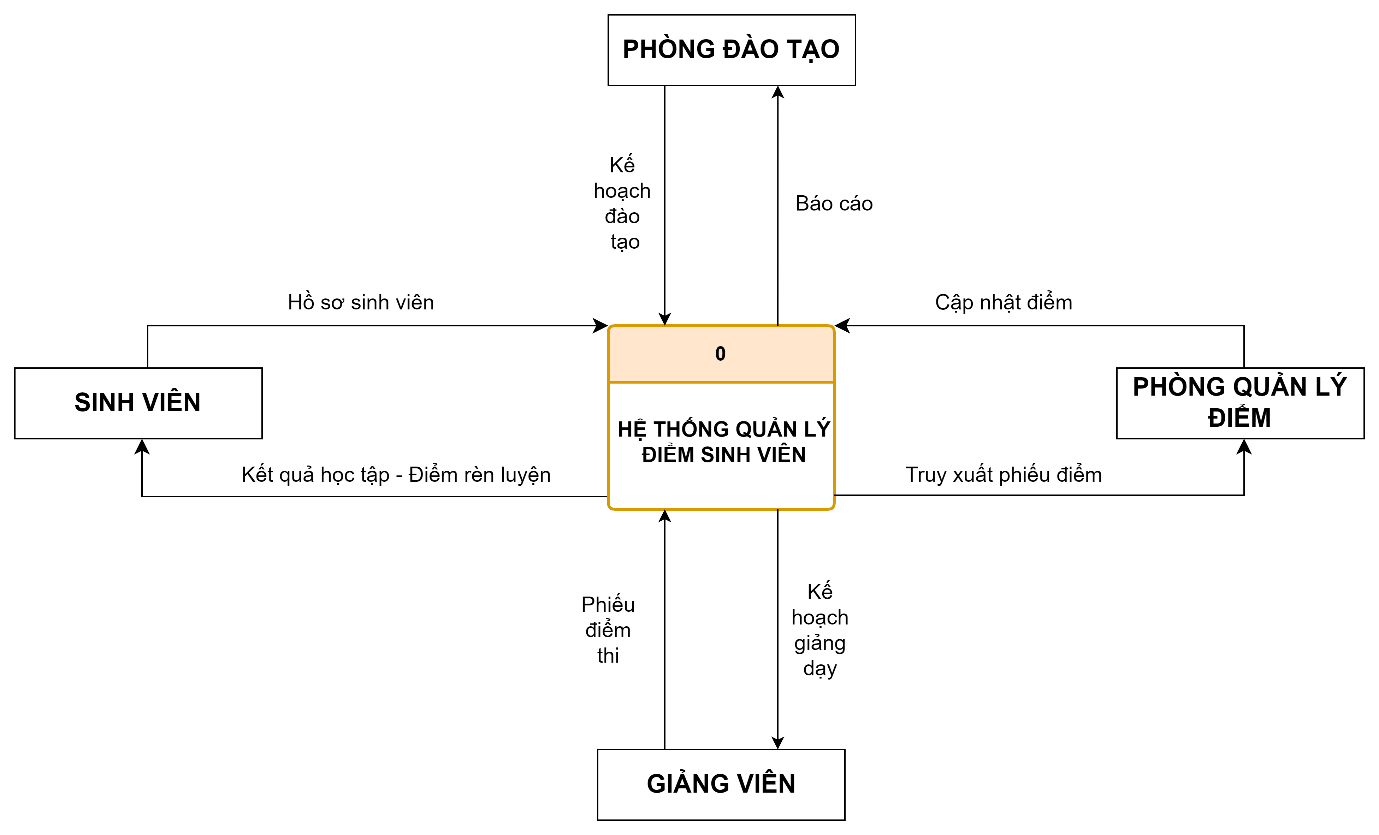 PHÒNG ĐÀO TẠO
Kế
hoạch
đào
tạo
Báo cáo
Hồ sơ sinh viên
Cập nhật điểm
0
SINH VIÊN
HỆ THỐNG QUẢN LÝ
ĐIỂM SINH VIÊN
PHÒNG QUẢN LÝ
ĐIỂM
Kết quả học tập - Điểm rèn luyện
Truy xuất phiếu điểm
Phiếu
điểm
thi
Kế
hoạch
giảng
dạy
GIẢNG VIÊN